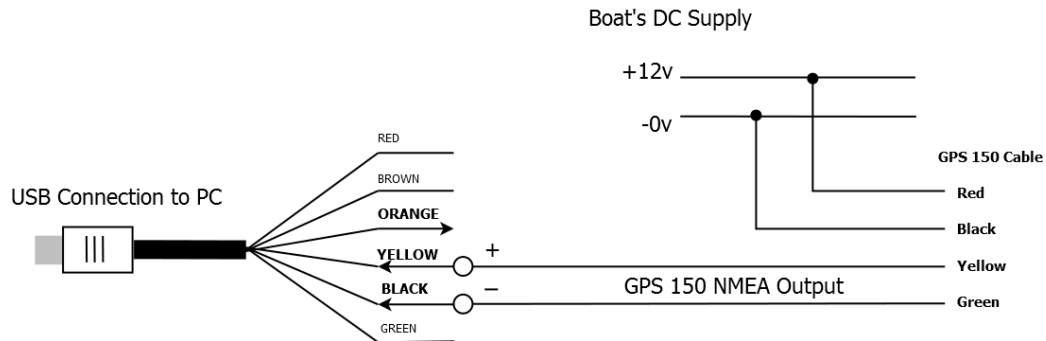 Boat's DC Supply
+12v
-0v
GPS 150 Cable
Red
Black
Yellow
Green
USB Connection to PC
RED
BROWN
ORANGE
YELLOW
+
BLACK
−
GREEN
GPS 150 NMEA Output